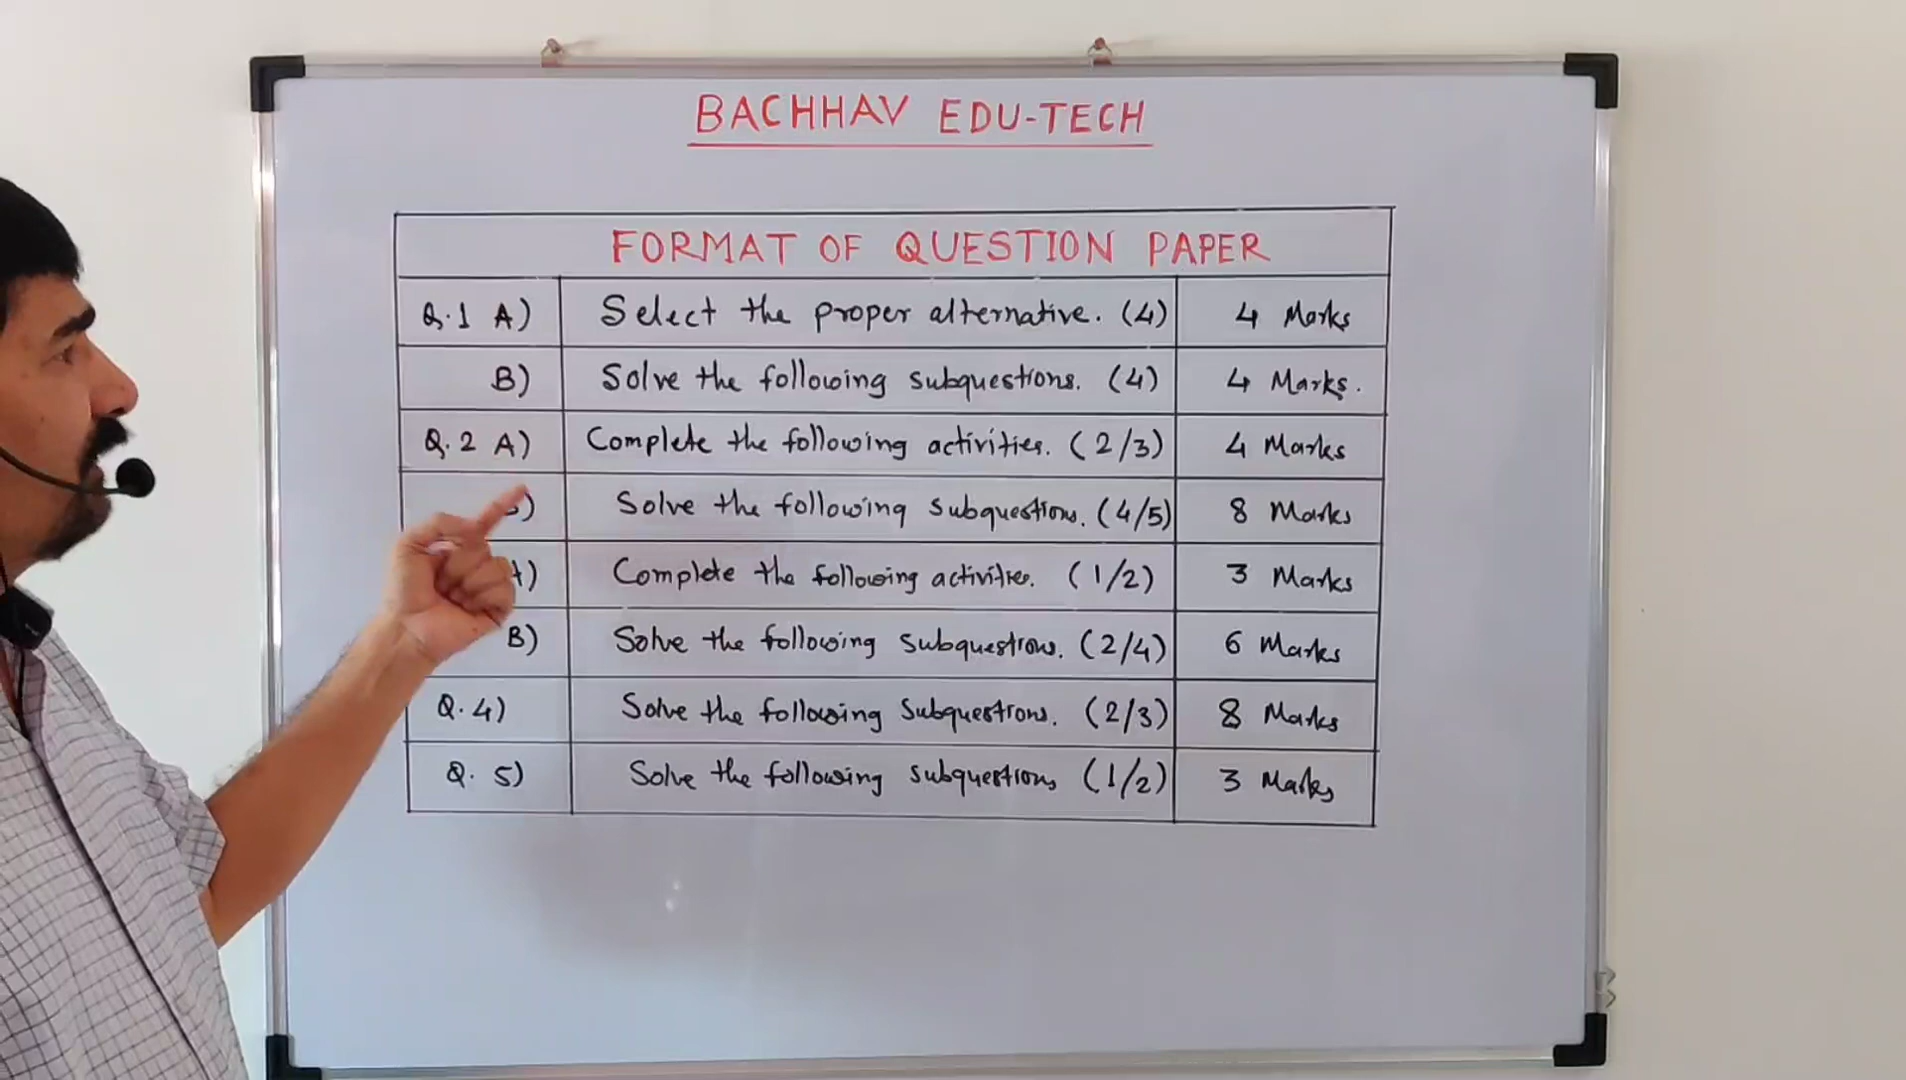 BACHHAV EDU-TECH
FORMAT OF QUESTION PAPER
Q.1 A) Select the proper alternative. (4) 4 Marks
B) Solve the following subquestions. (4) 4 Marks.
Q.2 A) Complete the following activities. (2/3) 4 Marks
) Solve the following subquestions. (4/5) 8 Marks
A) Complete the following activities. (1/2) 3 Marks
B) Solve the following subquestions. (2/4) 6 Marks
Q.4) Solve the following subquestions. (2/3) 8 Marks
Q. 5) Solve the following subquestions (1/2) 3 Marks